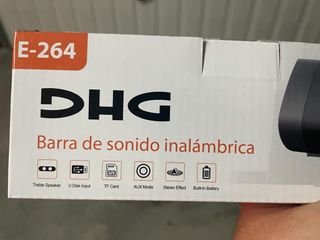 E-264
DHG
Barra de sonido inalámbrica
Treble Speaker U'Disk Input TF Card AUX Mode Stereo Effect Built-in Battery